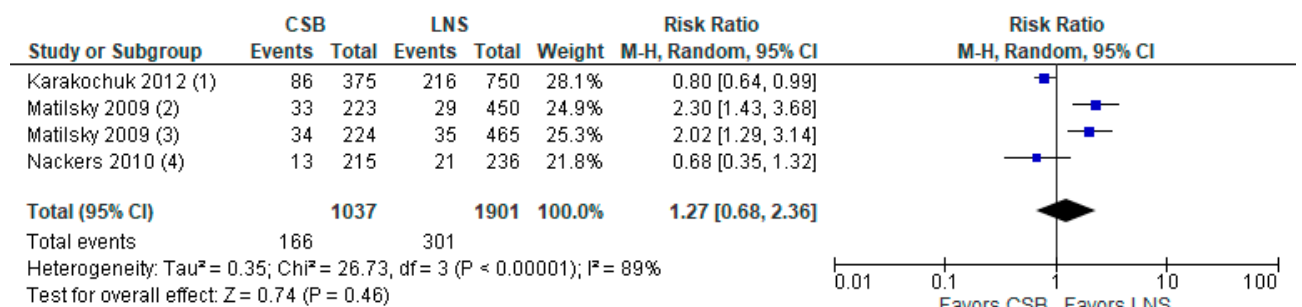 CSB LNS Risk Ratio Risk Ratio
Study or Subgroup Events Total Events Total Weight M-H, Random, 95% CI M-H, Random, 95% CI
Karakochuk 2012 (1) 86 375 216 750 28.1% 0.80 [0.64, 0.99]
Matilsky 2009 (2) 33 223 29 450 24.9% 2.30 [1.43, 3.68]
Matilsky 2009 (3) 34 224 35 465 25.3% 2.02 [1.29, 3.14]
Nackers 2010 (4) 13 215 21 236 21.8% 0.68 [0.35, 1.32]
Total (95% CI) 1037 1901 100.0% 1.27 [0.68, 2.36]
Total events 166 301
Heterogeneity: Tau² = 0.35; Chi² = 26.73, df = 3 (P < 0.00001); I² = 89%
Test for overall effect: Z = 0.74 (P = 0.46)
0.01 0.1 1 10 100
Favors CSB Favors LNS